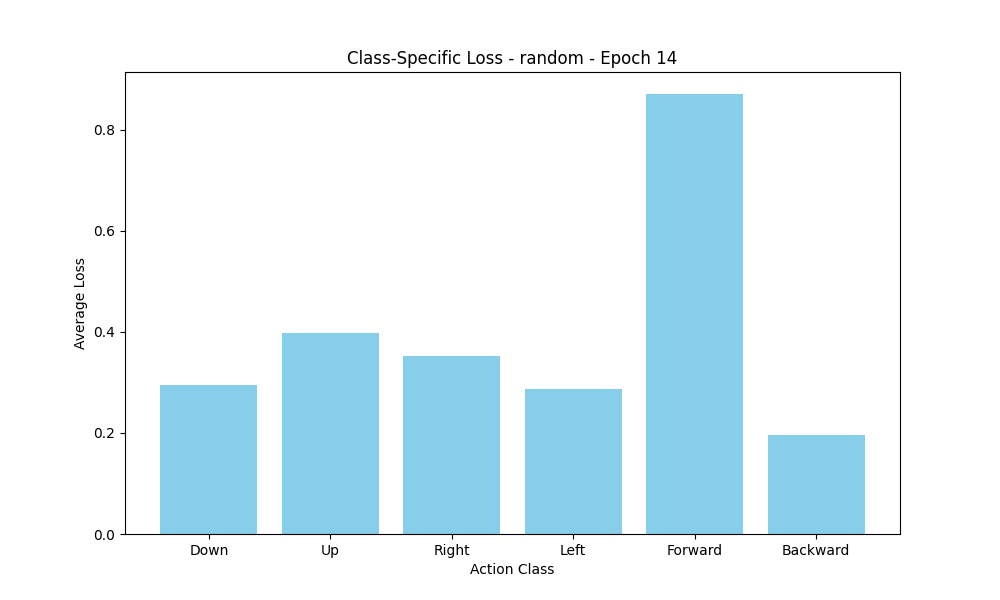 Class-Specific Loss - random - Epoch 14
Average Loss
0.8
0.6
0.4
0.2
0.0
Down Up Right Left Forward Backward
Action Class